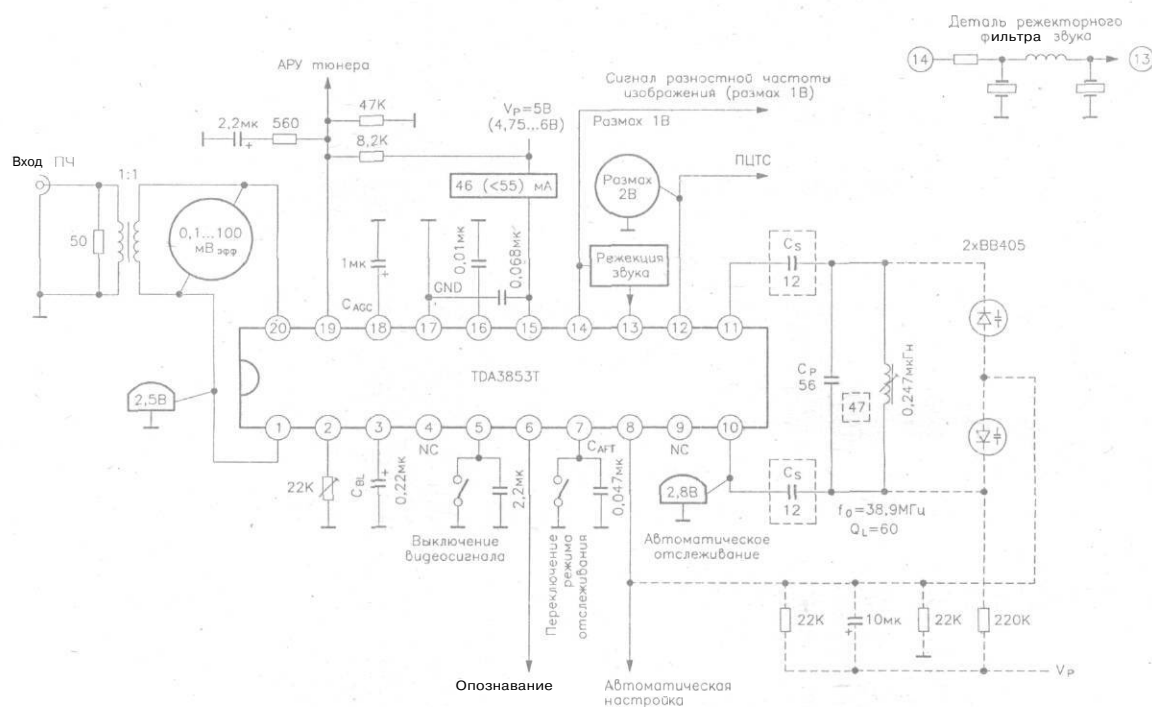 Деталь режекторного
фильтра звука
14
13
АРУ тюнера
Сигнал разностной частоты
изображения (размах 1В)
Размах 1В
47К
2,2мк
560
+
8,2К
VР=5В
(4,75...6В)
46 (<55) мА
Вход ПЧ
1:1
50
0,1...100
мВ эфф
1мк
+
CAGC
GND
0,01мк
0,068мк
Размах
2В
ПЦТС
Режекция
звука
CS
12
2хВВ405
20
19
18
17
16
15
14
13
12
11
TDA3853T
CР
56
47
0,247мкГн
2,5В
1
2
3
4
5
6
7
8
9
10
NC
CAFT
NC
22К
CBL
+
0,22мк
2,2мк
0,047мк
2,8В
CS
12
f0=38,9МГц
QL=60
Выключение
видеосигнала
Переключение
режима
отслеживания
Автоматическое
отслеживание
22К
10мк
+
22К
220К
VР
Опознавание
Автоматическая
настройка